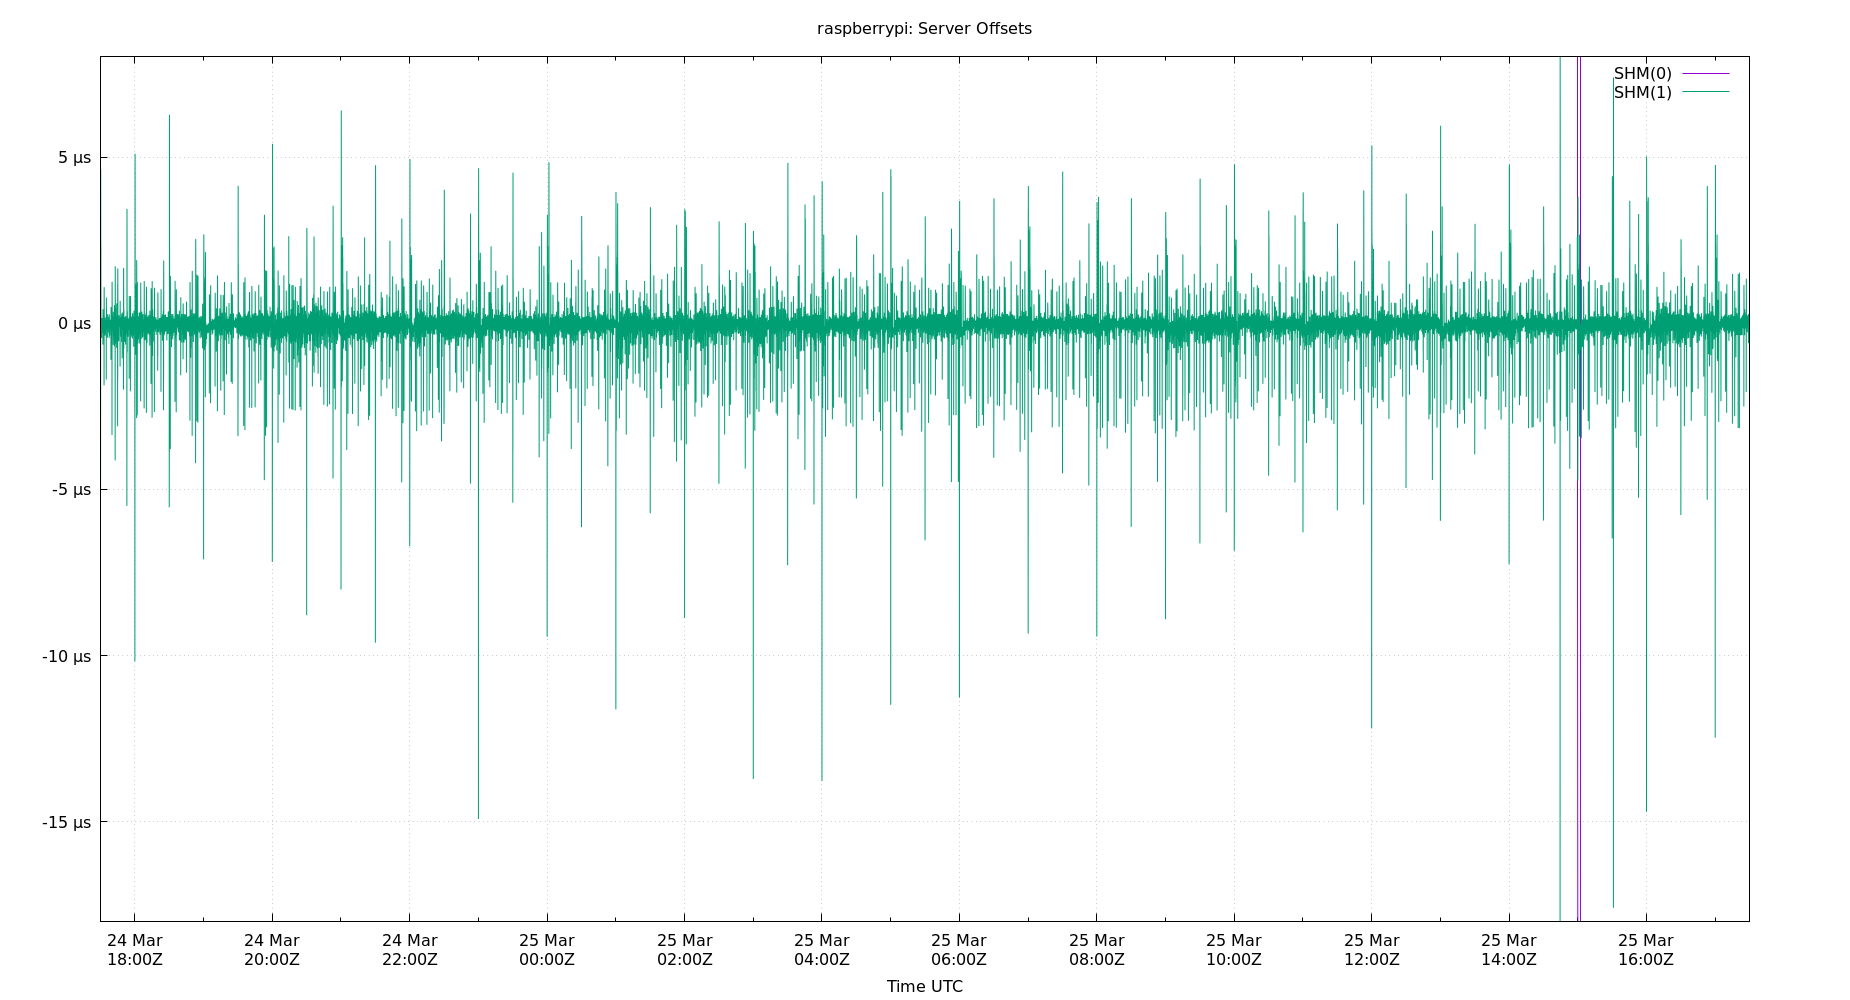 raspberrypi: Server Offsets
SHM(0)
SHM(1)
5 µs
0 µs
-5 µs
-10 µs
-15 µs
24 Mar 24 Mar 24 Mar 25 Mar 25 Mar 25 Mar 25 Mar 25 Mar 25 Mar 25 Mar 25 Mar 25 Mar
18:00Z 20:00Z 22:00Z 00:00Z 02:00Z 04:00Z 06:00Z 08:00Z 10:00Z 12:00Z 14:00Z 16:00Z
Time UTC